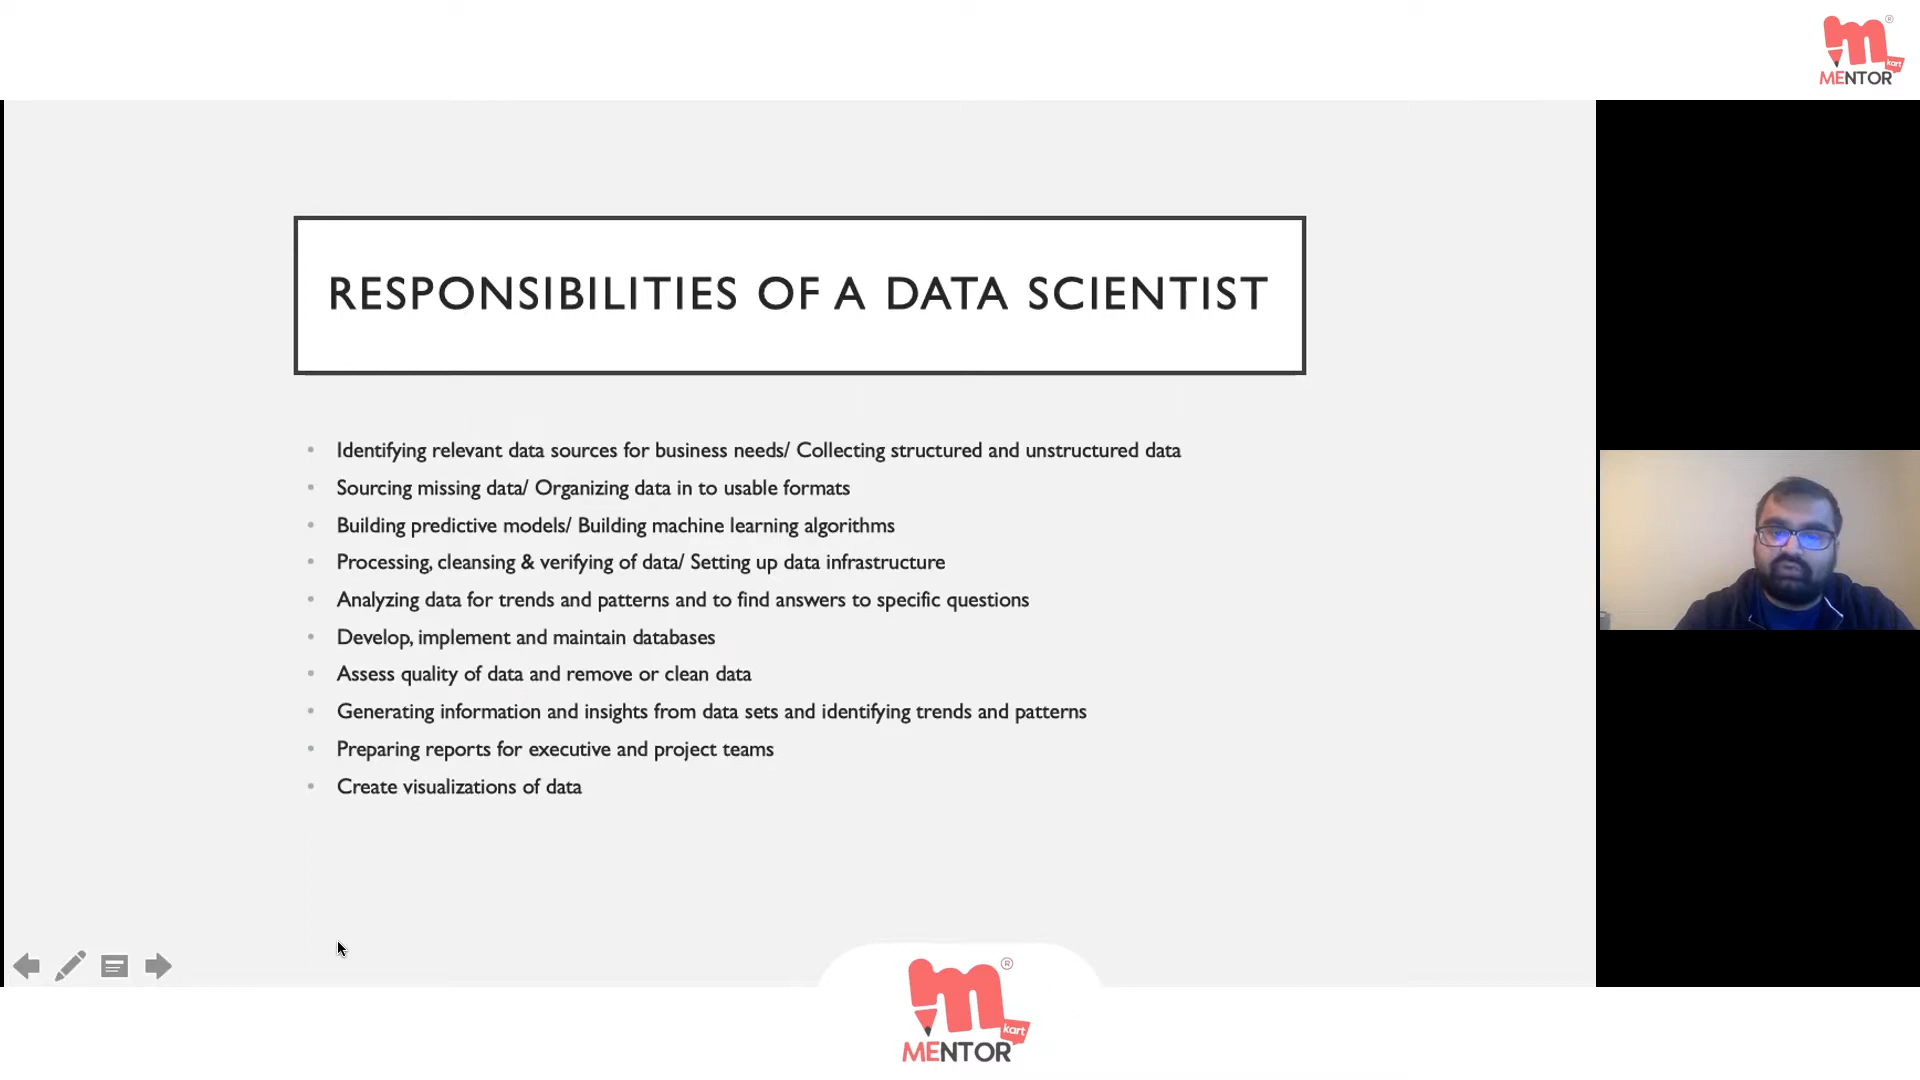 kart
MENTOR
RESPONSIBILITIES OF A DATA SCIENTIST
• Identifying relevant data sources for business needs/ Collecting structured and unstructured data
• Sourcing missing data/ Organizing data in to usable formats
• Building predictive models/ Building machine learning algorithms
• Processing, cleansing & verifying of data/ Setting up data infrastructure
• Analyzing data for trends and patterns and to find answers to specific questions
• Develop, implement and maintain databases
• Assess quality of data and remove or clean data
• Generating information and insights from data sets and identifying trends and patterns
• Preparing reports for executive and project teams
• Create visualizations of data
m ®
kart
MENTOR